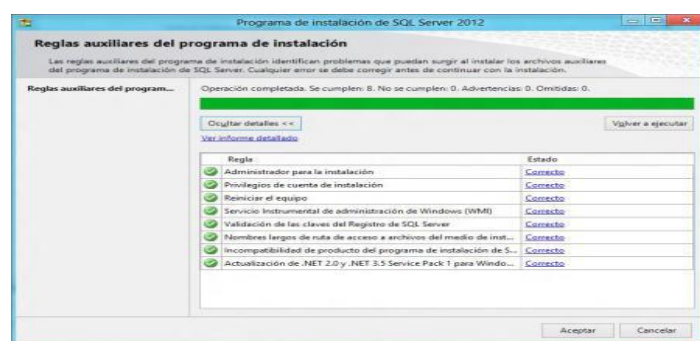 Programa de instalación de SQL Server 2012
Reglas auxiliares del programa de instalación
Las reglas auxiliares del programa de instalación identifican problemas que puedan surgir al instalar los archivos auxiliares
del programa de instalación de SQL Server. Cualquier error se debe corregir antes de continuar con la instalación.
Reglas auxiliares del program...
Operación completada. Se cumplen: 8. No se cumplen: 0. Advertencias: 0. Omitidas: 0.
Ocultar detalles <<
Volver a ejecutar
Ver informe detallado
Regla Estado
Administrador para la instalación Correcto
Privilegios de cuenta de instalación Correcto
Reiniciar el equipo Correcto
Servicio Instrumental de administración de Windows (WMI) Correcto
Validación de las claves del Registro de SQL Server Correcto
Nombres largos de ruta de acceso a archivos del medio de inst... Correcto
Incompatibilidad de producto del programa de instalación de S... Correcto
Actualización de .NET 2.0 y .NET 3.5 Service Pack 1 para Windo... Correcto
Aceptar Cancelar